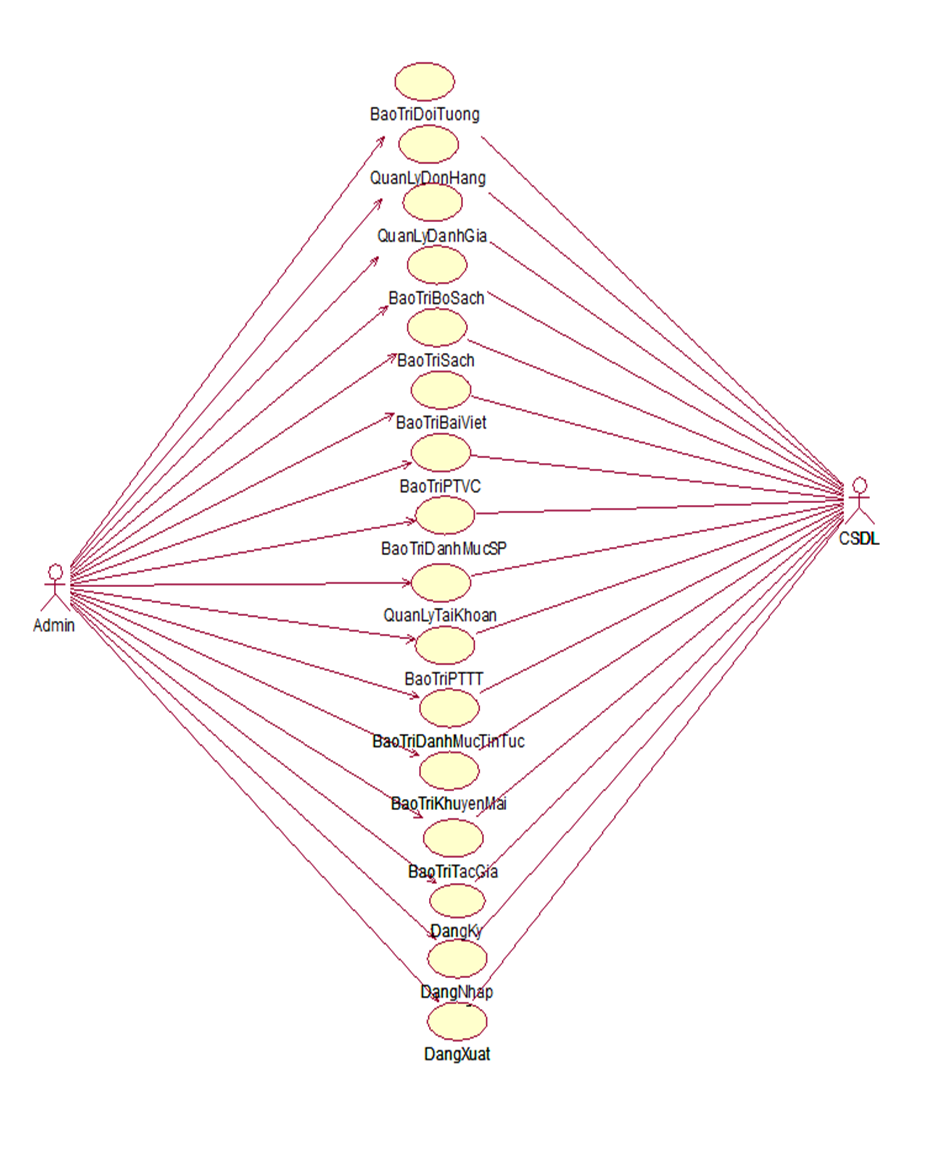 BaoTriDoiTuong
QuanLyDonHang
QuanLyDanhGia
BaoTriBoSach
BaoTriSach
BaoTriBaiViet
BaoTriPTVC
BaoTriDanhMucSP
CSDL
QuanLyTaiKhoan
Admin
BaoTriPTTT
BaoTriDanhMucTinTuc
BaoTriKhuyenMai
BaoTriTacGia
DangKy
DangNhap
DangXuat